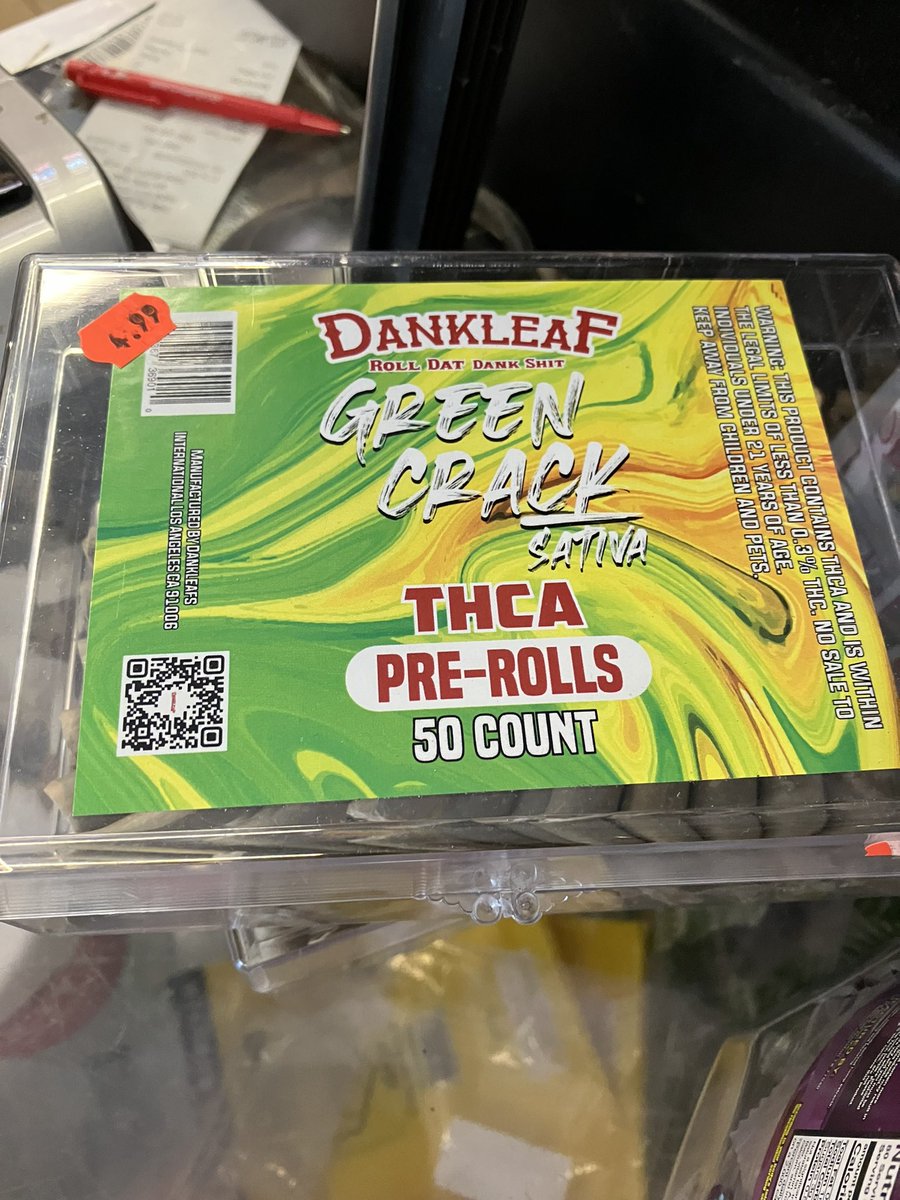 4.99
DANKLEAF
ROLL DAT DANK SHIT
GREEN
CRACK
SATIVA
THCA
PRE-ROLLS
50 COUNT
MANUFACTURED BY DANKLEAFS
INTERNATIONAL LOS ANGELES CA 91006
WARNING: THIS PRODUCT CONTAINS THCA AND IS WITHIN
THE LEGAL LIMITS OF LESS THAN 0.3% THC. NO SALE TO
INDIVIDUALS UNDER 21 YEARS OF AGE.
KEEP AWAY FROM CHILDREN AND PETS.